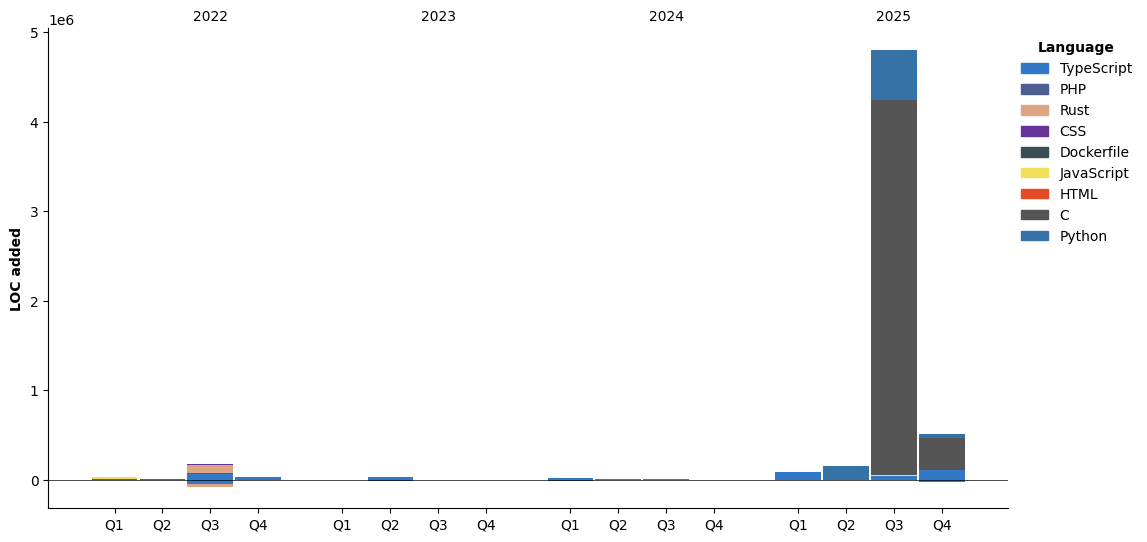 1e6
2022 2023 2024 2025
5
4
3
2
1
0
LOC added
Q1 Q2 Q3 Q4 Q1 Q2 Q3 Q4 Q1 Q2 Q3 Q4 Q1 Q2 Q3 Q4
Language
TypeScript
PHP
Rust
CSS
Dockerfile
JavaScript
HTML
C
Python